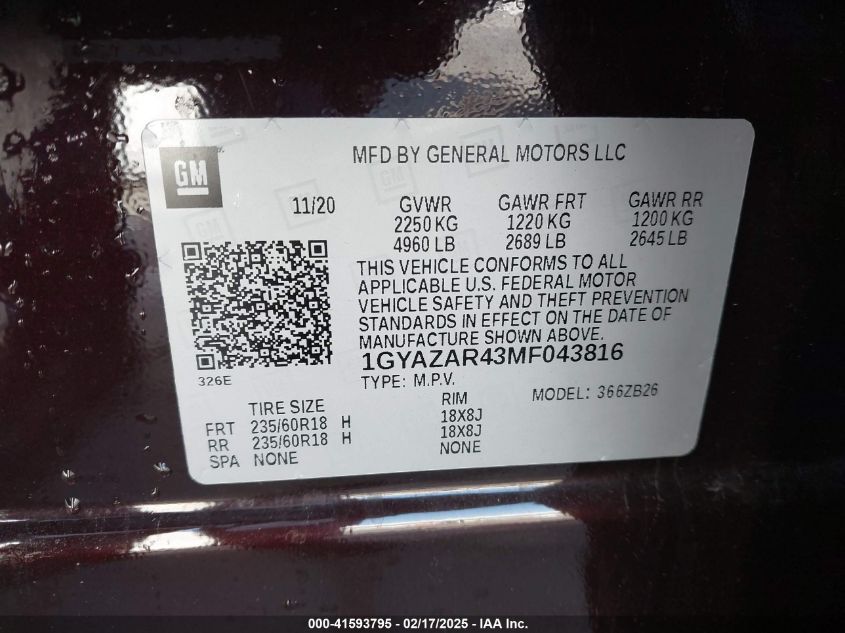 GM
MFD BY GENERAL MOTORS LLC
11/20 GVWR GAWR FRT GAWR RR
2250 KG 1220 KG 1200 KG
4960 LB 2689 LB 2645 LB
THIS VEHICLE CONFORMS TO ALL
APPLICABLE U.S. FEDERAL MOTOR
VEHICLE SAFETY AND THEFT PREVENTION
STANDARDS IN EFFECT ON THE DATE OF
MANUFACTURE SHOWN ABOVE.
1GYAZAR43MF043816
326E
TYPE: M.P.V. MODEL: 366ZB26
TIRE SIZE RIM
FRT 235/60R18 H 18X8J
RR 235/60R18 H 18X8J
SPA NONE NONE
000-41593795 — 02/17/2025 — IAA Inc.